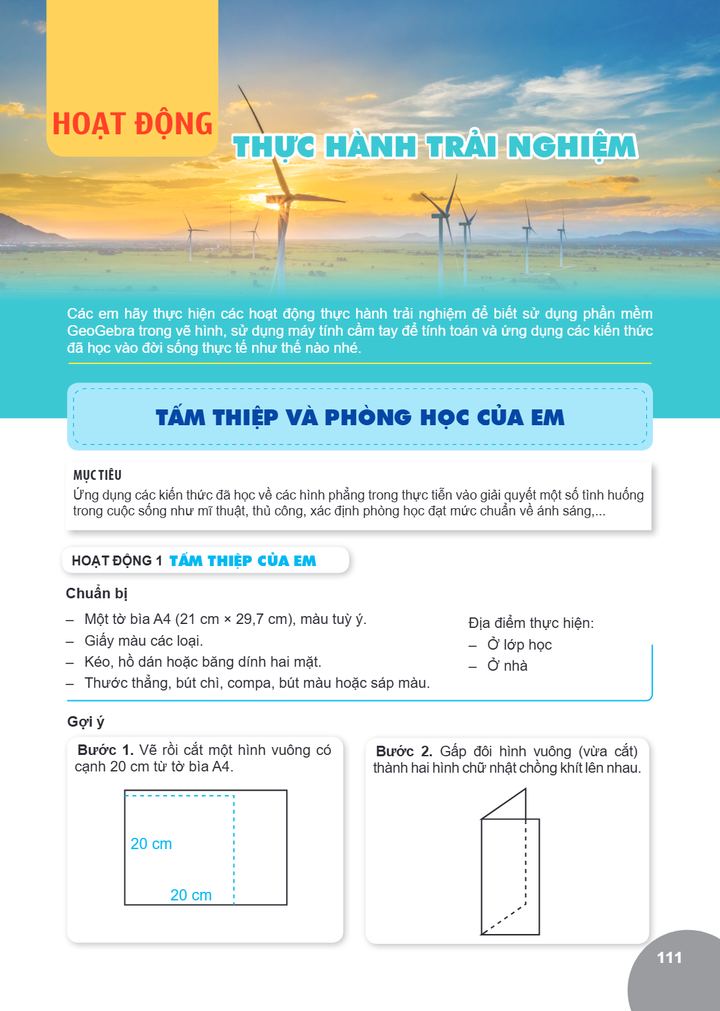 HOẠT ĐỘNG
THỰC HÀNH TRẢI NGHIỆM
Các em hãy thực hiện các hoạt động thực hành trải nghiệm để biết sử dụng phần mềm
GeoGebra trong vẽ hình, sử dụng máy tính cầm tay để tính toán và ứng dụng các kiến thức
đã học vào đời sống thực tế như thế nào nhé.
TẤM THIỆP VÀ PHÒNG HỌC CỦA EM
MỤC TIÊU
Ứng dụng các kiến thức đã học về các hình phẳng trong thực tiễn vào giải quyết một số tình huống
trong cuộc sống như mĩ thuật, thủ công, xác định phòng học đạt mức chuẩn về ánh sáng,...
HOẠT ĐỘNG 1 TẤM THIỆP CỦA EM
Chuẩn bị
– Một tờ bìa A4 (21 cm × 29,7 cm), màu tuỳ ý.
– Giấy màu các loại.
– Kéo, hồ dán hoặc băng dính hai mặt.
– Thước thẳng, bút chì, compa, bút màu hoặc sáp màu.
Địa điểm thực hiện:
– Ở lớp học
– Ở nhà
Gợi ý
Bước 1. Vẽ rồi cắt một hình vuông có
cạnh 20 cm từ tờ bìa A4.
20 cm
20 cm
Bước 2. Gấp đôi hình vuông (vừa cắt)
thành hai hình chữ nhật chồng khít lên nhau.
111